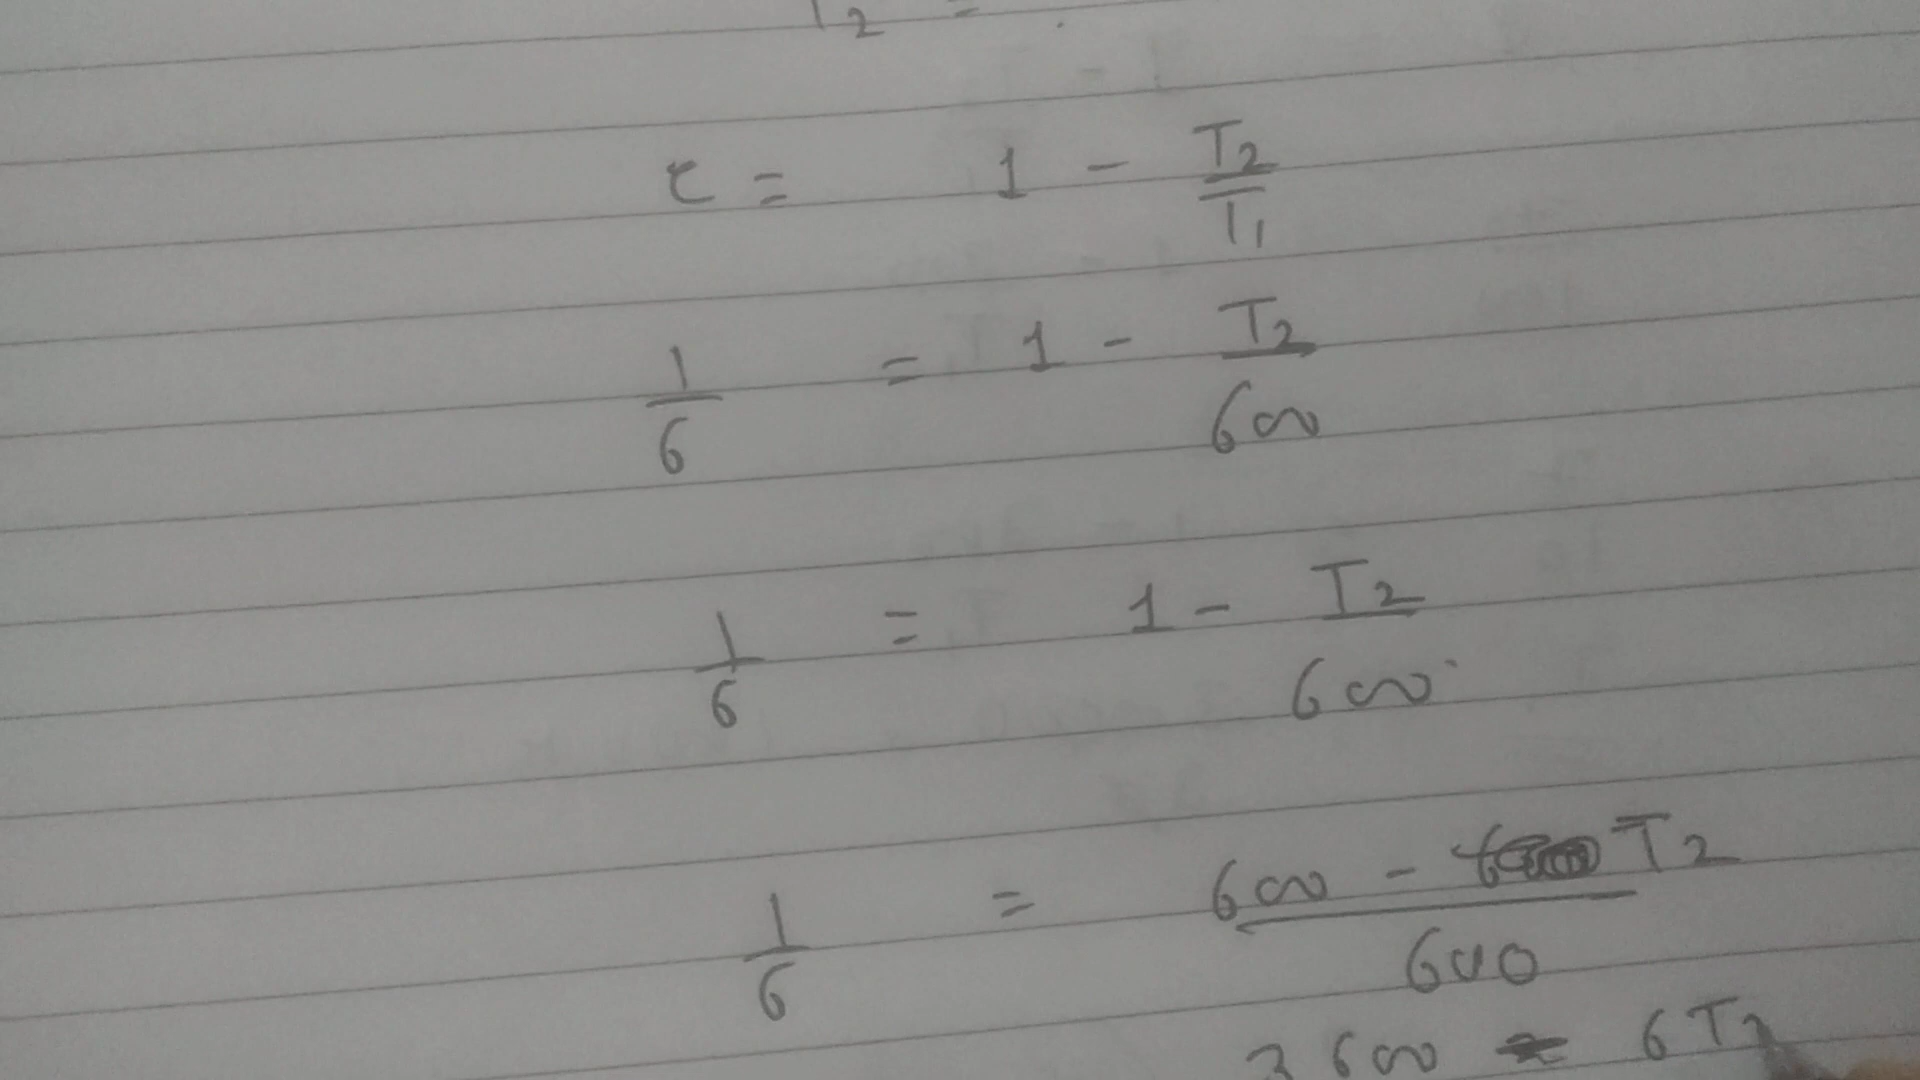 T2 =
τ = 1 - T2/T1
1/6 = 1 - T2/600
1/6 = 1 - T2/600
1/6 = 600 - T2/600
3600 - 6T2